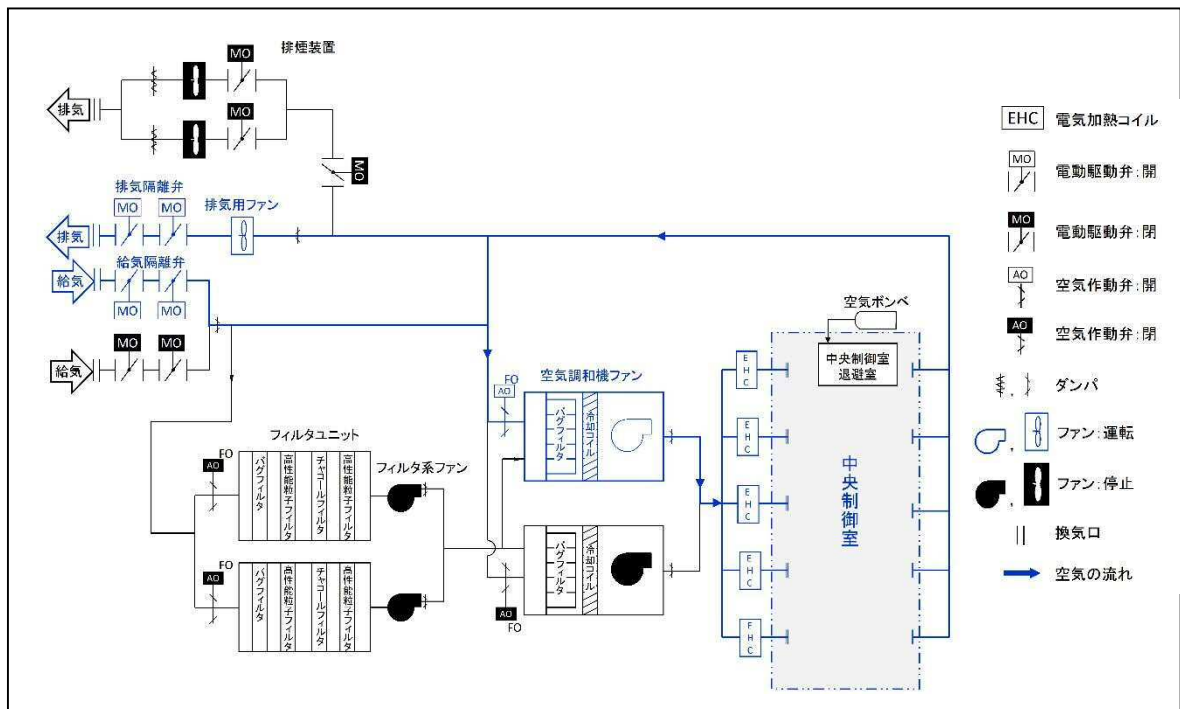 排煙装置
MO
排気
MO
MO
排気隔離弁
MO
MO
排気用ファン
排気
給気隔離弁
給気
MO
MO
MO
MO
給気
空気ボンベ
中央制御室
退避室
FO
AO
空気調和機ファン
バグフィルタ
冷却コイル
EHC
EHC
EHC
EHC
EHC
中央制御室
フィルタユニット
フィルタ系ファン
FO
AO
バグフィルタ
高性能粒子フィルタ
チャコールフィルタ
高性能粒子フィルタ
FO
AO
バグフィルタ
高性能粒子フィルタ
チャコールフィルタ
高性能粒子フィルタ
バグフィルタ
冷却コイル
AO
FO
EHC 電気加熱コイル
MO 電動駆動弁:開
MO 電動駆動弁:閉
AO 空気作動弁:開
AO 空気作動弁:閉
, ダンパ
, ファン:運転
, ファン:停止
換気口
空気の流れ